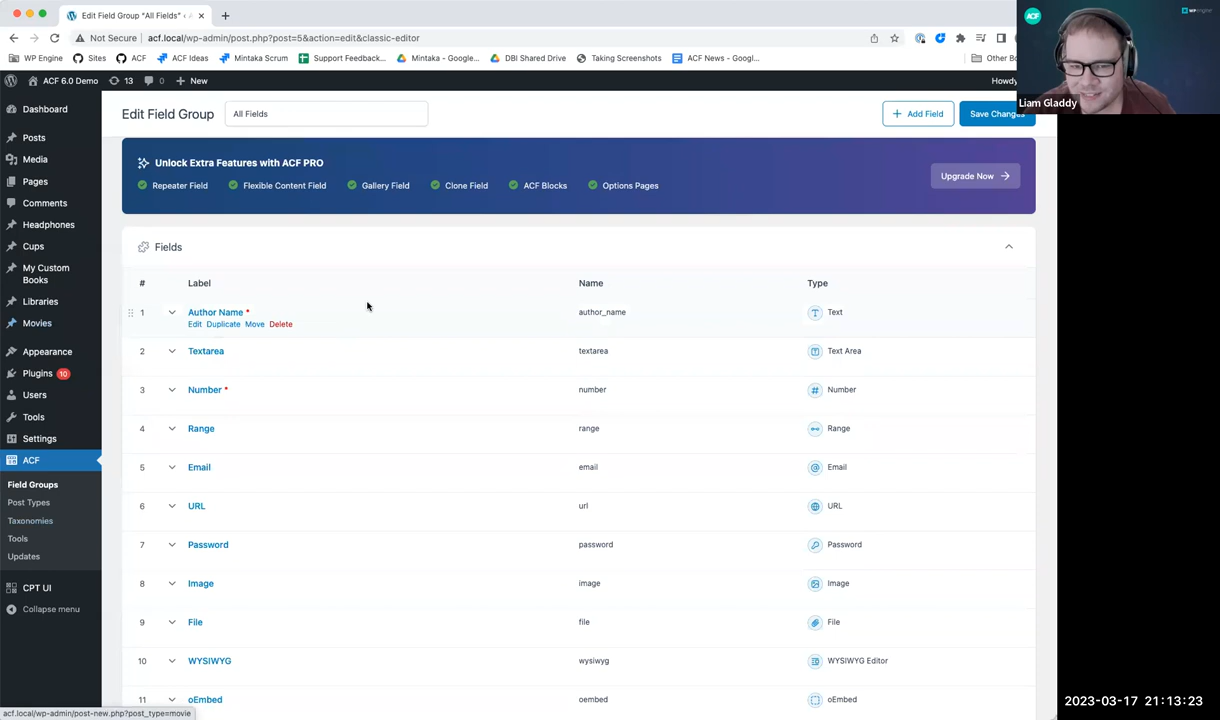 Edit Field Group "All Fields" ‹ A
Not Secure acf.local/wp-admin/post.php?post=5&action=edit&classic-editor
WP Engine Sites ACF ACF Ideas Mintaka Scrum Support Feedback... Mintaka - Google... DBI Shared Drive Taking Screenshots ACF News - Googl... Other Bo
ACF 6.0 Demo 13 0 New Howdy
ACF
WP engine
Liam Gladdy
Dashboard
Posts
Media
Pages
Comments
Headphones
Cups
My Custom
Books
Libraries
Movies
Appearance
Plugins 10
Users
Tools
Settings
ACF
Field Groups
Post Types
Taxonomies
Tools
Updates
CPT UI
Collapse menu
Edit Field Group All Fields + Add Field Save Changes
Unlock Extra Features with ACF PRO
Repeater Field Flexible Content Field Gallery Field Clone Field ACF Blocks Options Pages
Upgrade Now →
Fields
# Label Name Type
1 Author Name * author_name Text
Edit Duplicate Move Delete
2 Textarea textarea Text Area
3 Number * number Number
4 Range range Range
5 Email email Email
6 URL url URL
7 Password password Password
8 Image image Image
9 File file File
10 WYSIWYG wysiwyg WYSIWYG Editor
11 oEmbed oembed oEmbed
acf.local/wp-admin/post-new.php?post_type=movie
2023-03-17 21:13:23